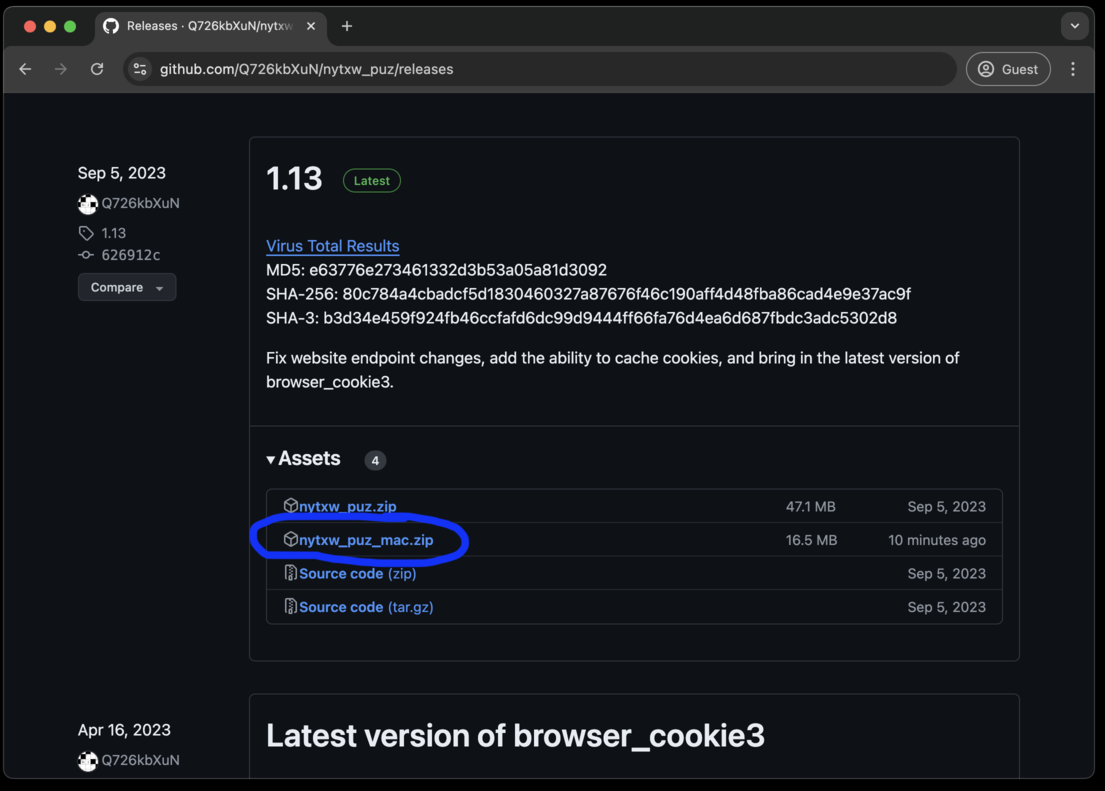 Releases · Q726kbXuN/nytxw
github.com/Q726kbXuN/nytxw_puz/releases
Guest
Sep 5, 2023
Q726kbXuN
1.13
626912c
Compare
1.13 Latest
Virus Total Results
MD5: e63776e273461332d3b53a05a81d3092
SHA-256: 80c784a4cbadcf5d1830460327a87676f46c190aff4d48fba86cad4e9e37ac9f
SHA-3: b3d34e459f924fb46ccfafd6dc99d9444ff66fa76d4ea6d687fbdc3adc5302d8
Fix website endpoint changes, add the ability to cache cookies, and bring in the latest version of
browser_cookie3.
Assets 4
nytxw_puz.zip 47.1 MB Sep 5, 2023
nytxw_puz_mac.zip 16.5 MB 10 minutes ago
Source code (zip) Sep 5, 2023
Source code (tar.gz) Sep 5, 2023
Apr 16, 2023
Q726kbXuN
Latest version of browser_cookie3